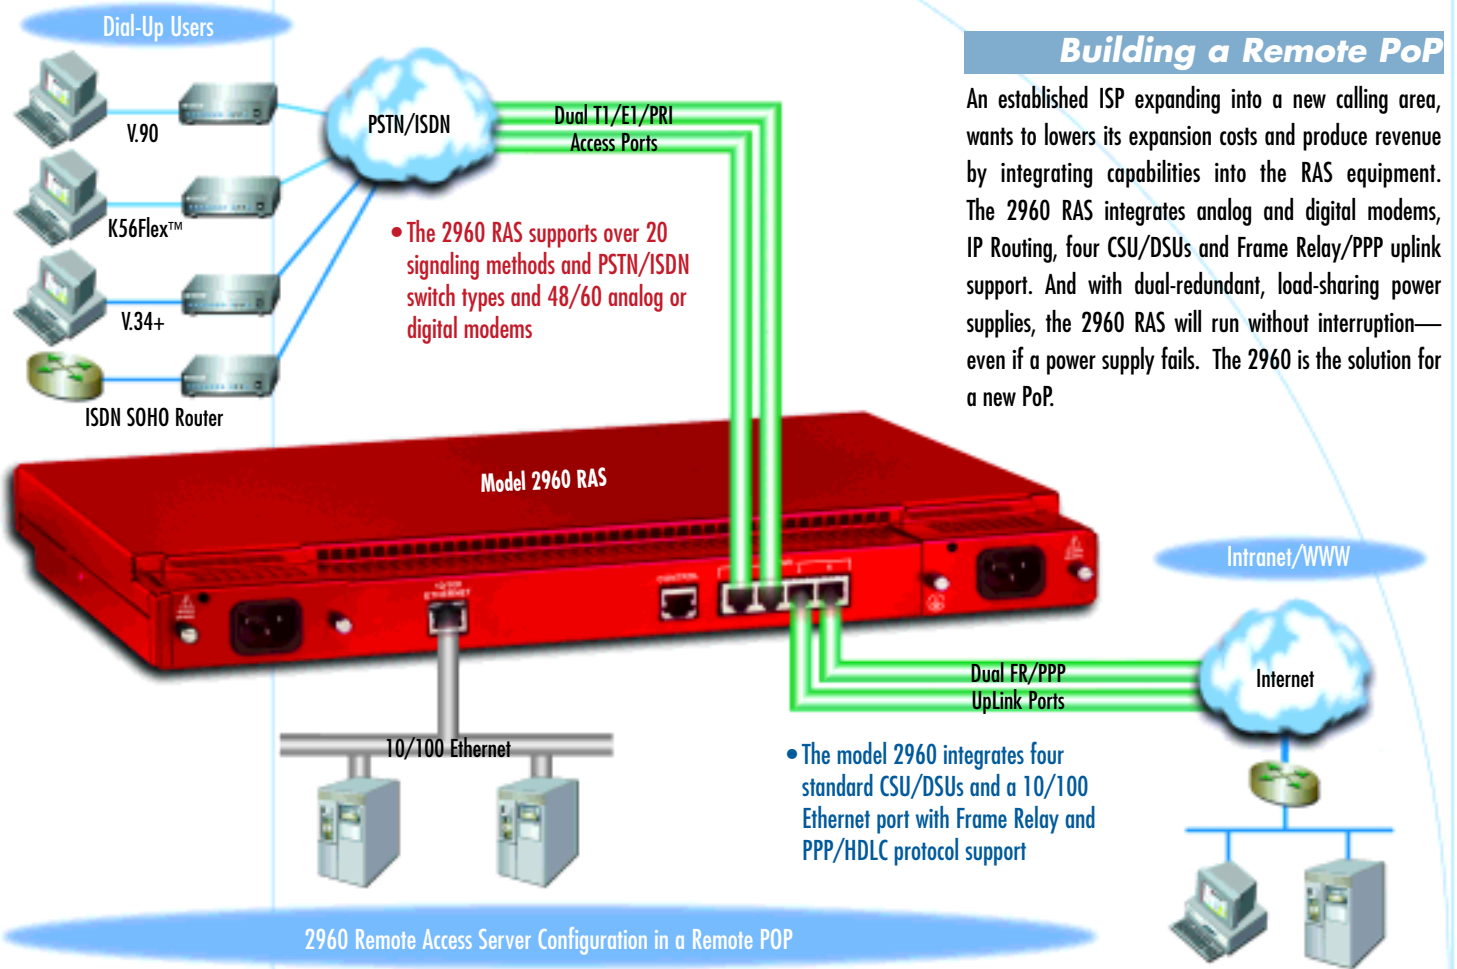 Dial-Up Users
V.90
K56Flex™
V.34+
ISDN SOHO Router
PSTN/ISDN
Dual T1/E1/PRI
Access Ports
• The 2960 RAS supports over 20
signaling methods and PSTN/ISDN
switch types and 48/60 analog or
digital modems
Building a Remote PoP
An established ISP expanding into a new calling area,
wants to lowers its expansion costs and produce revenue
by integrating capabilities into the RAS equipment.
The 2960 RAS integrates analog and digital modems,
IP Routing, four CSU/DSUs and Frame Relay/PPP uplink
support. And with dual-redundant, load-sharing power
supplies, the 2960 RAS will run without interruption—
even if a power supply fails. The 2960 is the solution for
a new PoP.
Model 2960 RAS
10/100
ETHERNET
CONTROL
Intranet/WWW
Internet
Dual FR/PPP
UpLink Ports
10/100 Ethernet
• The model 2960 integrates four
standard CSU/DSUs and a 10/100
Ethernet port with Frame Relay and
PPP/HDLC protocol support
2960 Remote Access Server Configuration in a Remote POP